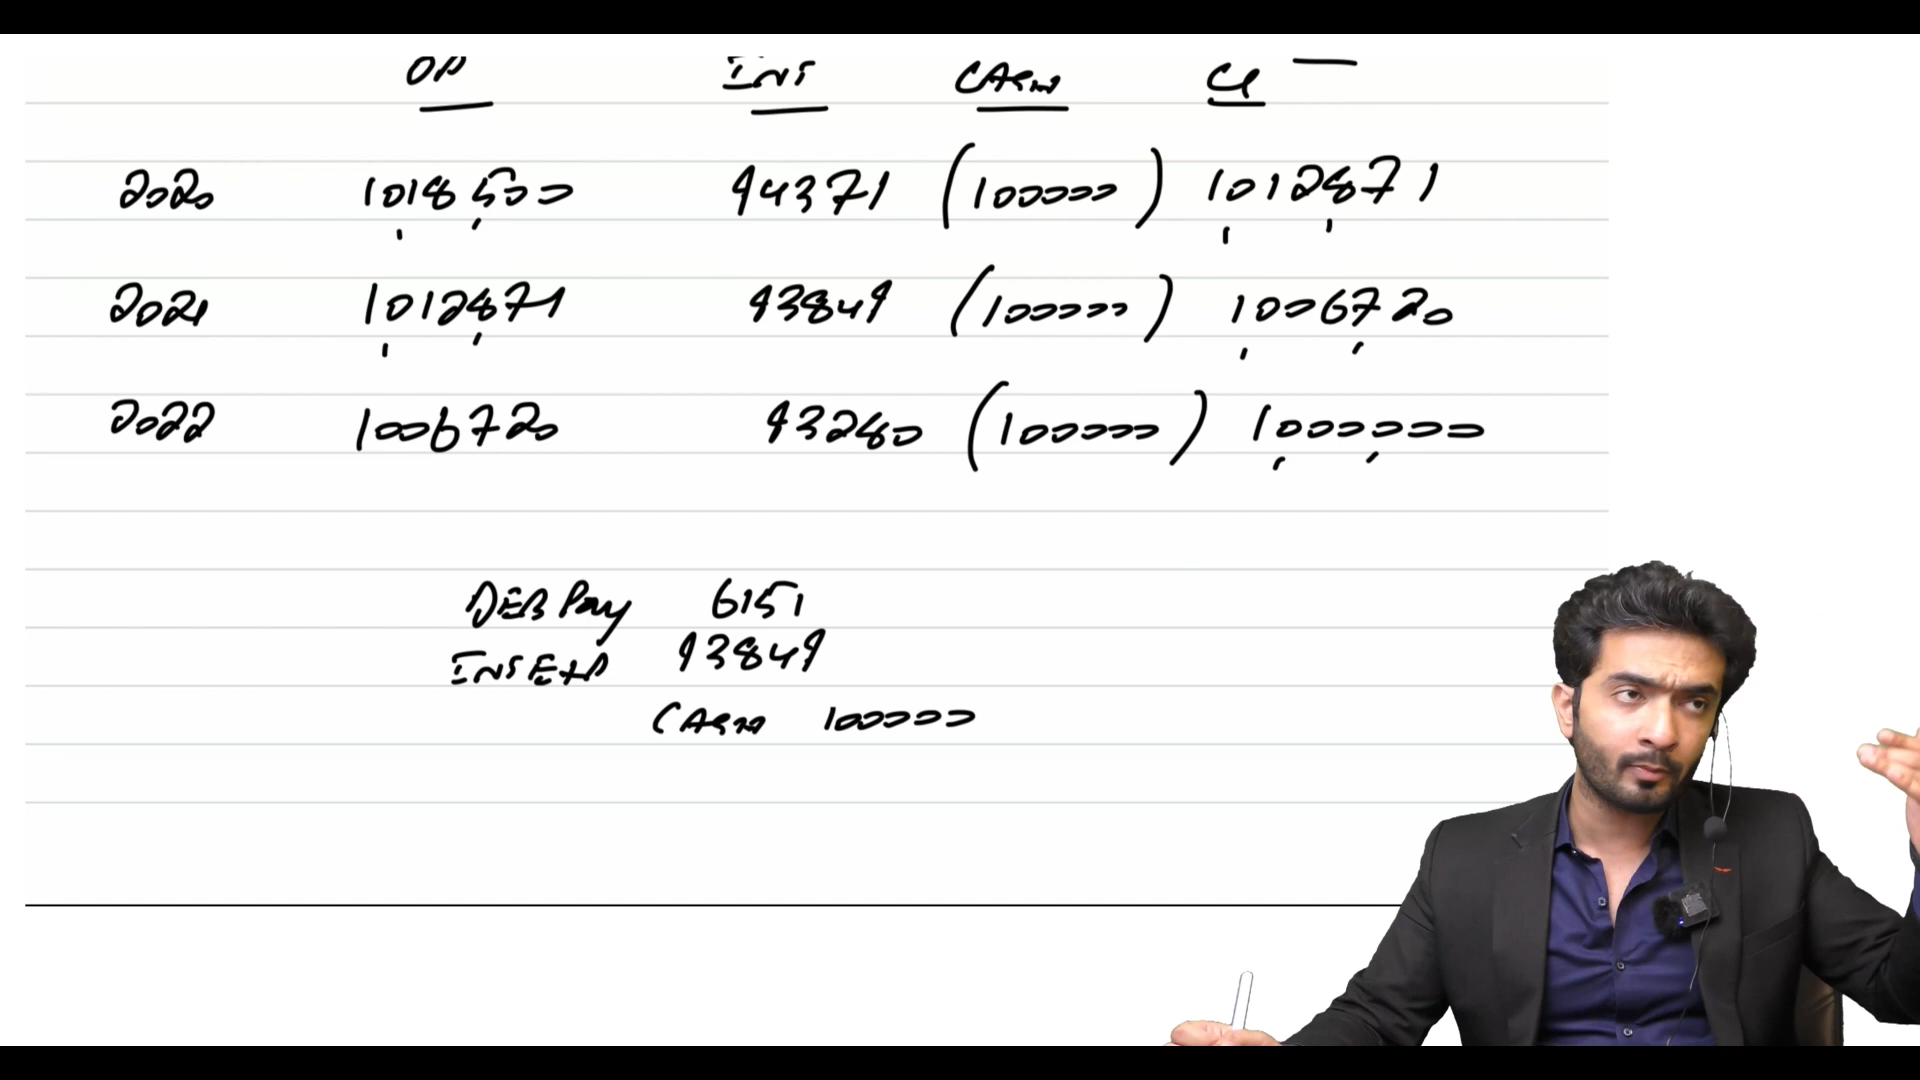 OP INT CASH CL
2020 1018500 94371 (100000) 1012871
2021 1012871 93849 (100000) 1006720
2022 1006720 93280 (100000) 1000000
DEB Pay 6151
INT EXP 93849
CASH 100000